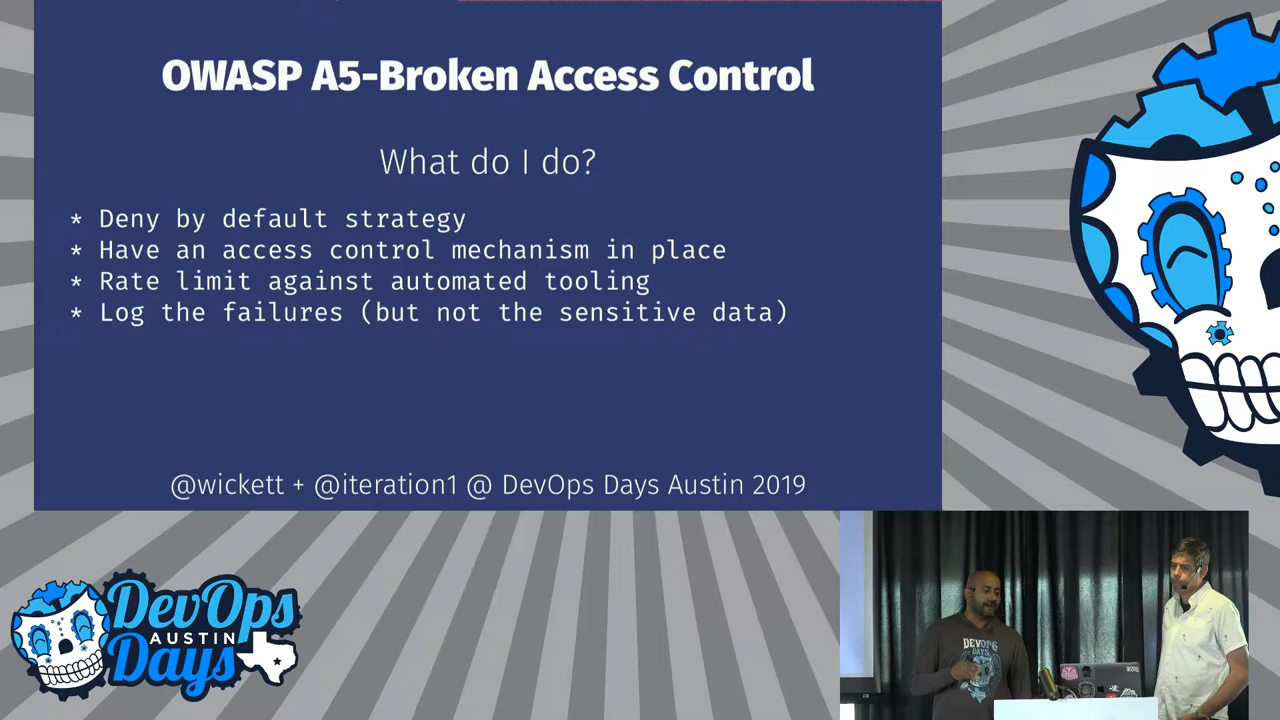 OWASP A5-Broken Access Control
What do I do?
* Deny by default strategy
* Have an access control mechanism in place
* Rate limit against automated tooling
* Log the failures (but not the sensitive data)
@wickett + @iteration1 @ DevOps Days Austin 2019
DevOps
AUSTIN
Days
DEVOPS
DAYS